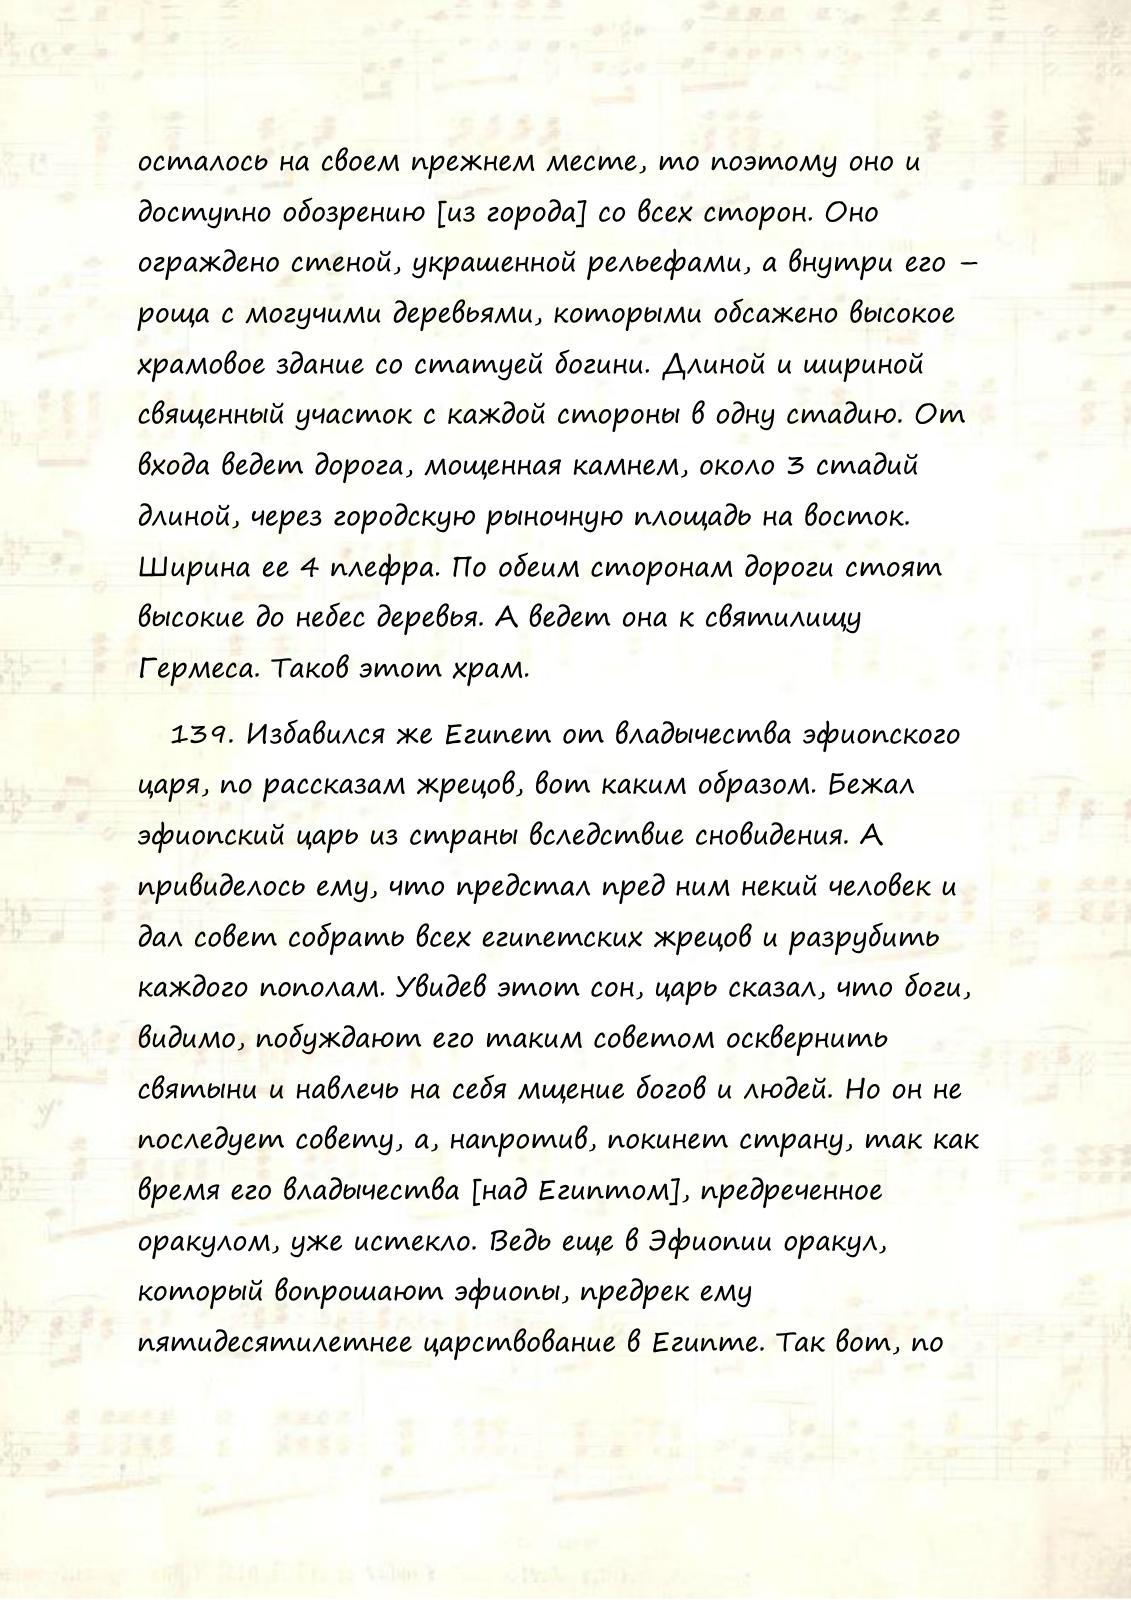 осталось на своем прежнем месте, то поэтому оно и
доступно обозрению [из города] со всех сторон. Оно
ограждено стеной, украшенной рельефами, а внутри его –
роща с могучими деревьями, которыми обсажено высокое
храмовое здание со статуей богини. Длиной и шириной
священный участок с каждой стороны в одну стадию. От
входа ведет дорога, мощенная камнем, около 3 стадий
длиной, через городскую рыночную площадь на восток.
Ширина ее 4 плефра. По обеим сторонам дороги стоят
высокие до небес деревья. А ведет она к святилищу
Гермеса. Таков этот храм.
139. Избавился же Египет от владычества эфиопского
царя, по рассказам жрецов, вот каким образом. Бежал
эфиопский царь из страны вследствие сновидения. А
привиделось ему, что предстал пред ним некий человек и
дал совет собрать всех египетских жрецов и разрубить
каждого пополам. Увидев этот сон, царь сказал, что боги,
видимо, побуждают его таким советом осквернить
святыни и навлечь на себя мщение богов и людей. Но он не
последует совету, а, напротив, покинет страну, так как
время его владычества [над Египтом], предреченное
оракулом, уже истекло. Ведь еще в Эфиопии оракул,
который вопрошают эфиопы, предрек ему
пятидесятилетнее царствование в Египте. Так вот, по